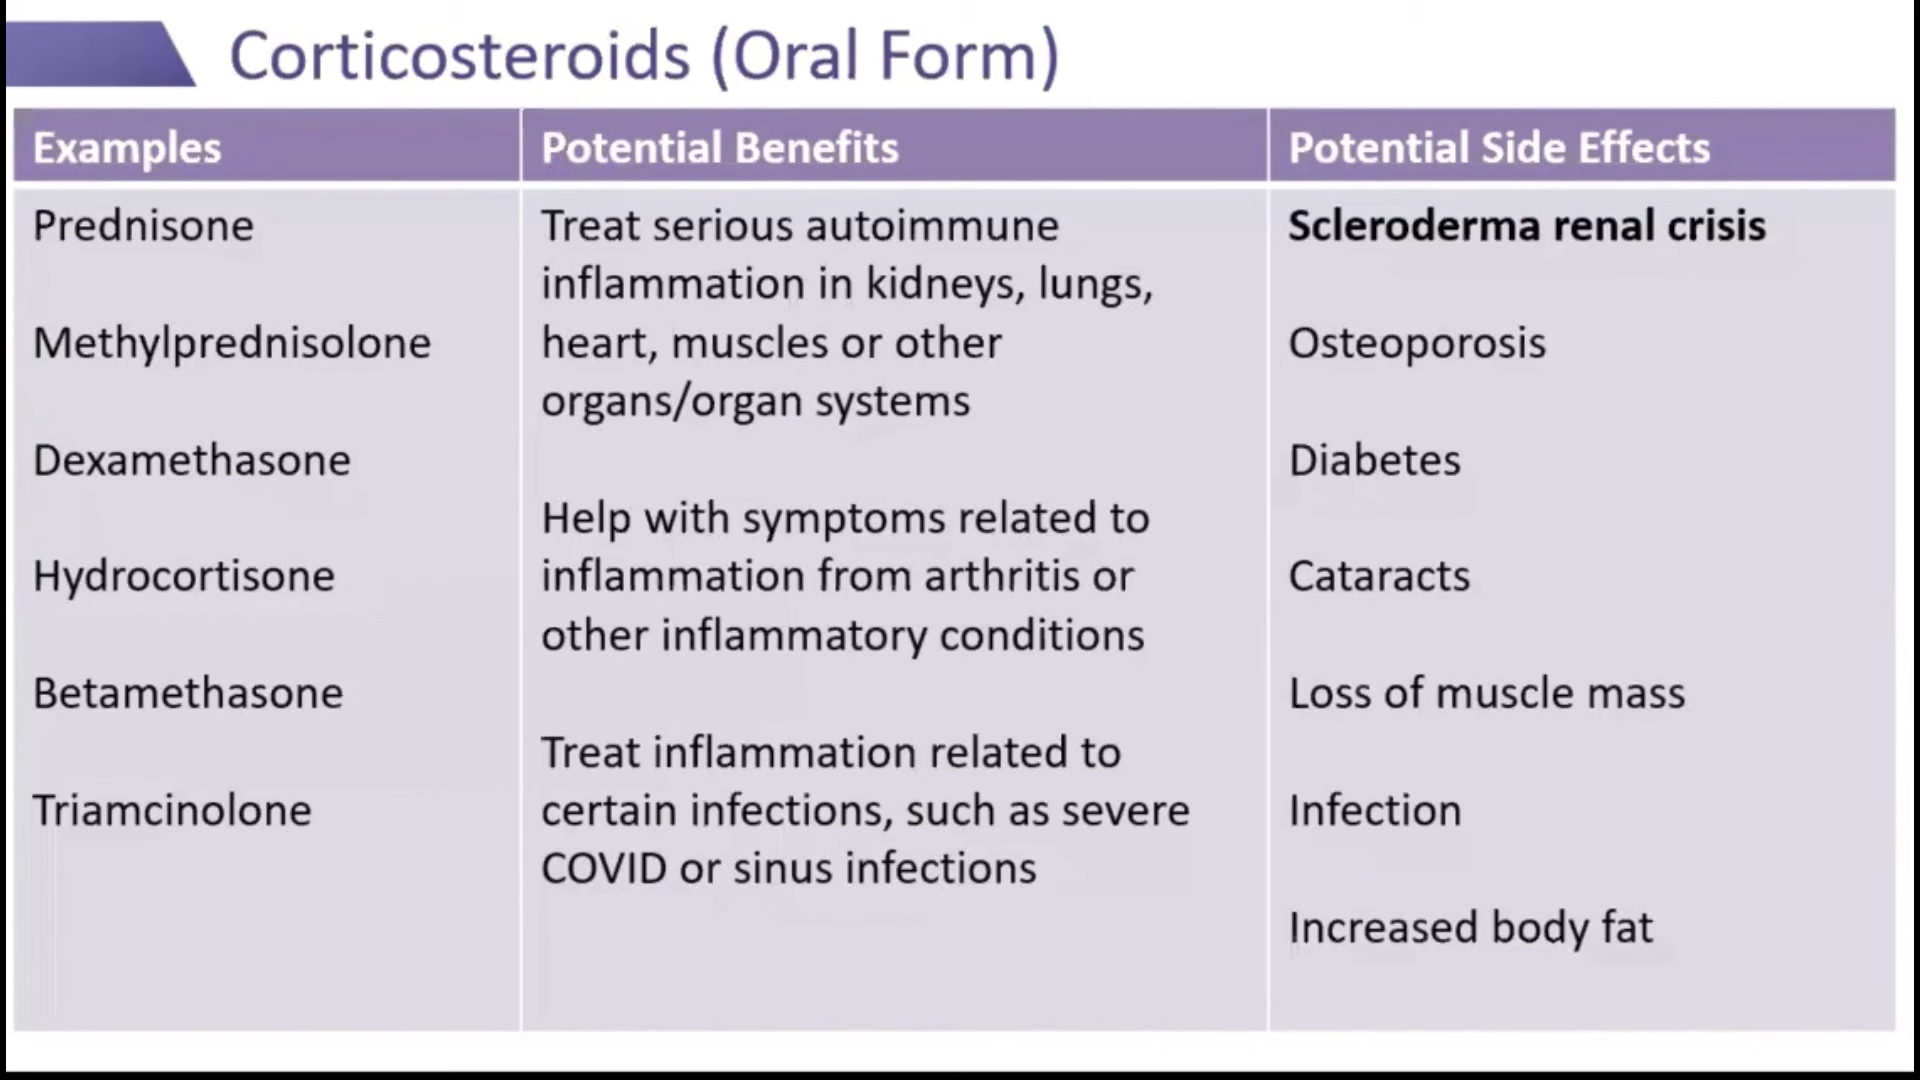 Corticosteroids (Oral Form)
Examples
Potential Benefits
Potential Side Effects
Prednisone
Methylprednisolone
Dexamethasone
Hydrocortisone
Betamethasone
Triamcinolone
Treat serious autoimmune
inflammation in kidneys, lungs,
heart, muscles or other
organs/organ systems
Help with symptoms related to
inflammation from arthritis or
other inflammatory conditions
Treat inflammation related to
certain infections, such as severe
COVID or sinus infections
Scleroderma renal crisis
Osteoporosis
Diabetes
Cataracts
Loss of muscle mass
Infection
Increased body fat